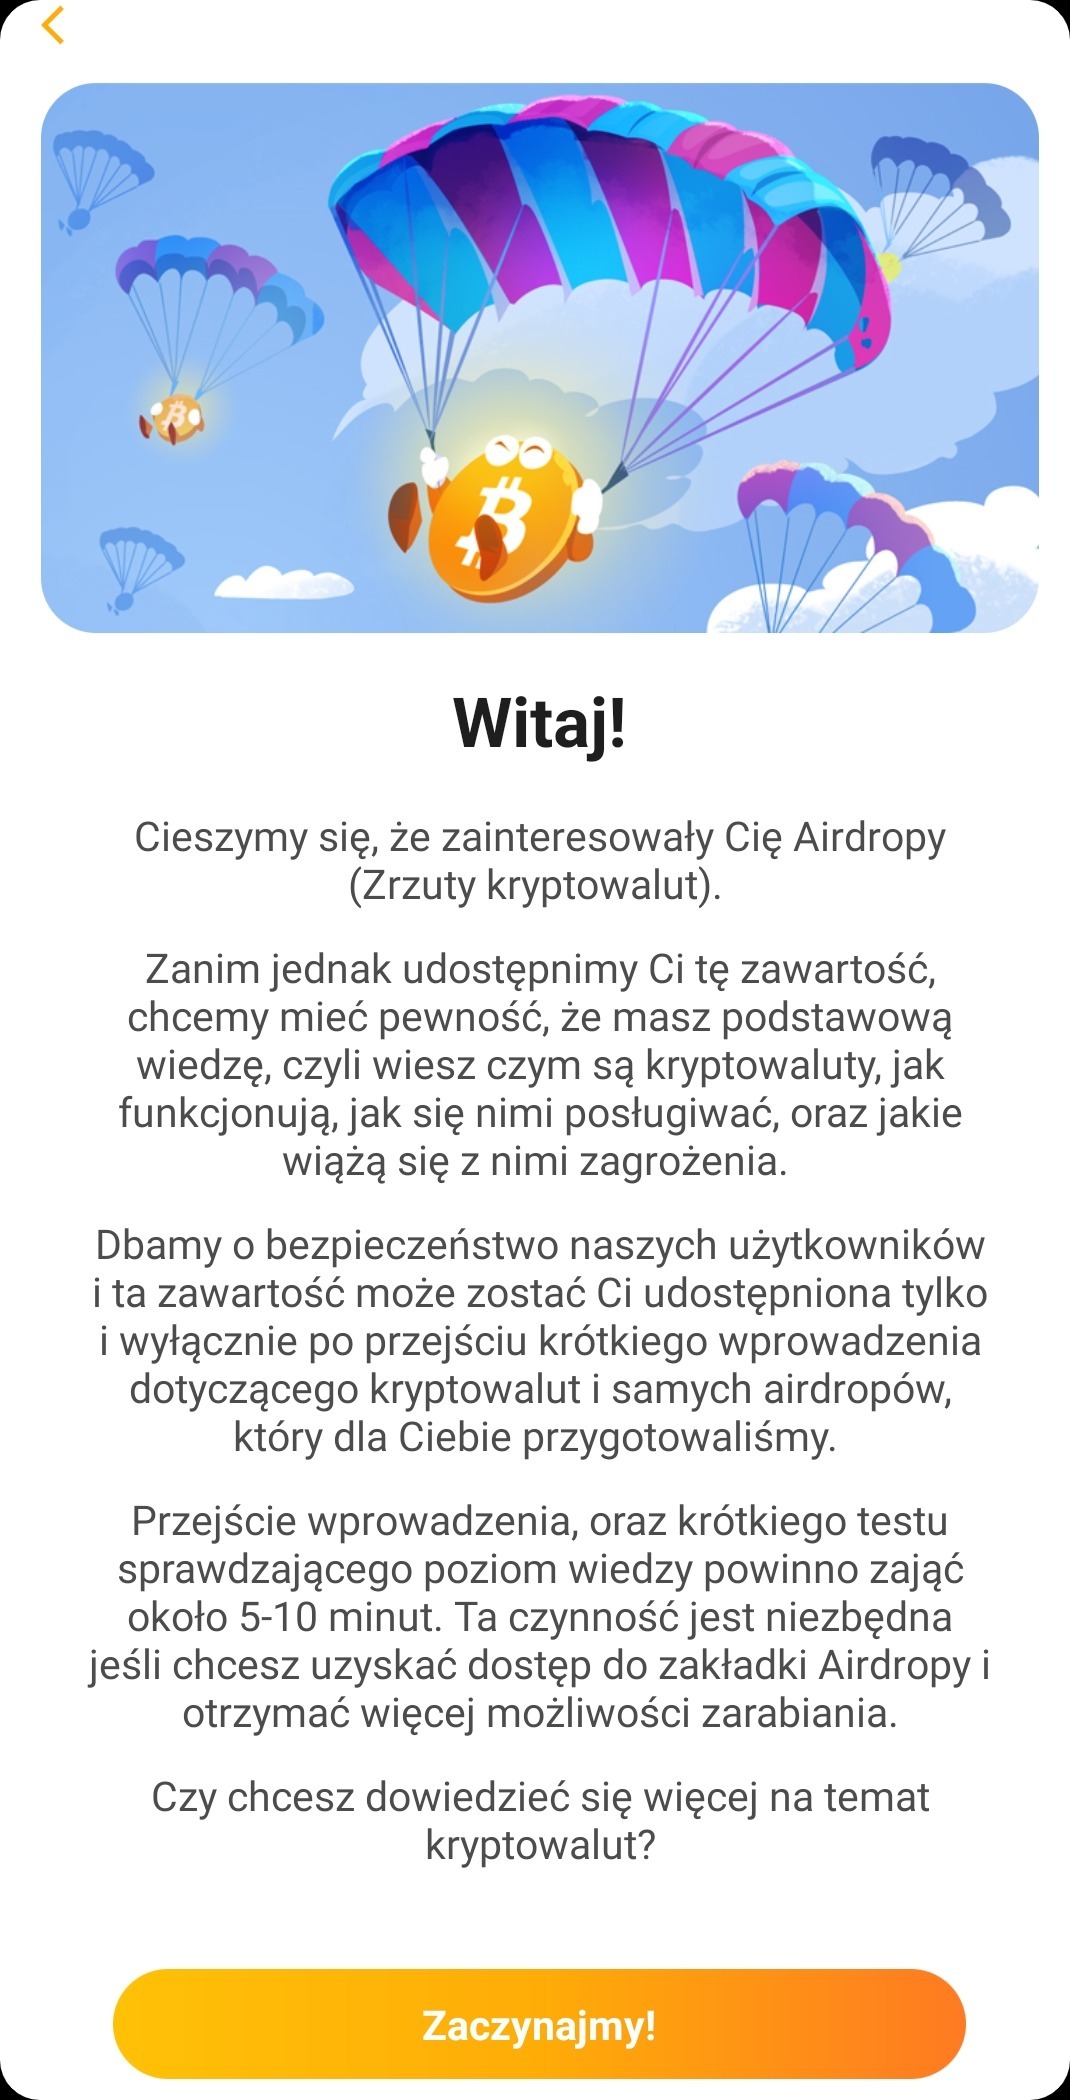 Witaj!
Cieszymy się, że zainteresowały Cię Airdropy
(Zrzuty kryptowalut).
Zanim jednak udostępnimy Ci tę zawartość,
chcemy mieć pewność, że masz podstawową
wiedzę, czyli wiesz czym są kryptowaluty, jak
funkcjonują, jak się nimi posługiwać, oraz jakie
wiążą się z nimi zagrożenia.
Dbamy o bezpieczeństwo naszych użytkowników
i ta zawartość może zostać Ci udostępniona tylko
i wyłącznie po przejściu krótkiego wprowadzenia
dotyczącego kryptowalut i samych airdropów,
który dla Ciebie przygotowaliśmy.
Przejście wprowadzenia, oraz krótkiego testu
sprawdzającego poziom wiedzy powinno zająć
około 5-10 minut. Ta czynność jest niezbędna
jeśli chcesz uzyskać dostęp do zakładki Airdropy i
otrzymać więcej możliwości zarabiania.
Czy chcesz dowiedzieć się więcej na temat
kryptowalut?
Zaczynajmy!